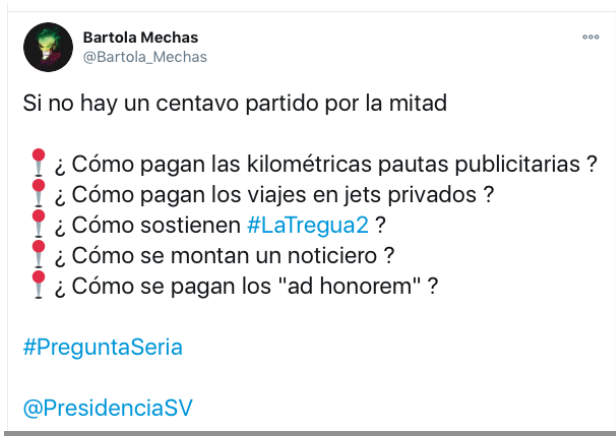 Bartola Mechas
@Bartola_Mechas
Si no hay un centavo partido por la mitad
📍 ¿ Cómo pagan las kilométricas pautas publicitarias ?
📍 ¿ Cómo pagan los viajes en jets privados ?
📍 ¿ Cómo sostienen #LaTregua2 ?
📍 ¿ Cómo se montan un noticiero ?
📍 ¿ Cómo se pagan los "ad honorem" ?
#PreguntaSeria
@PresidenciaSV